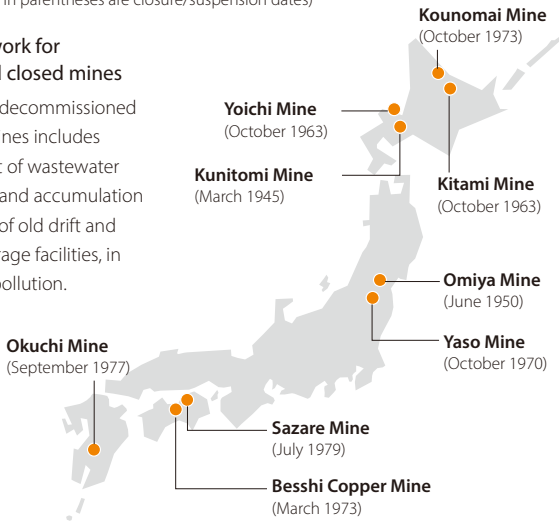 in parentheses are closure/suspension dates)
work for
d closed mines
decommissioned
nes includes
t of wastewater
and accumulation
of old drift and
rage facilities, in
pollution.
Kounomai Mine
(October 1973)
Yoichi Mine
(October 1963)
Kunitomi Mine
(March 1945)
Kitami Mine
(October 1963)
Omiya Mine
(June 1950)
Yaso Mine
(October 1970)
Okuchi Mine
(September 1977)
Sazare Mine
(July 1979)
Besshi Copper Mine
(March 1973)